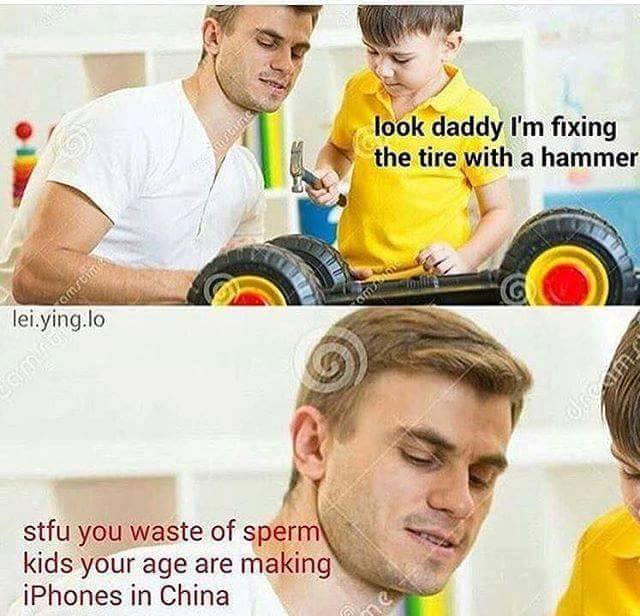 look daddy I'm fixing
the tire with a hammer
lei.ying.lo
stfu you waste of sperm
kids your age are making
iPhones in China